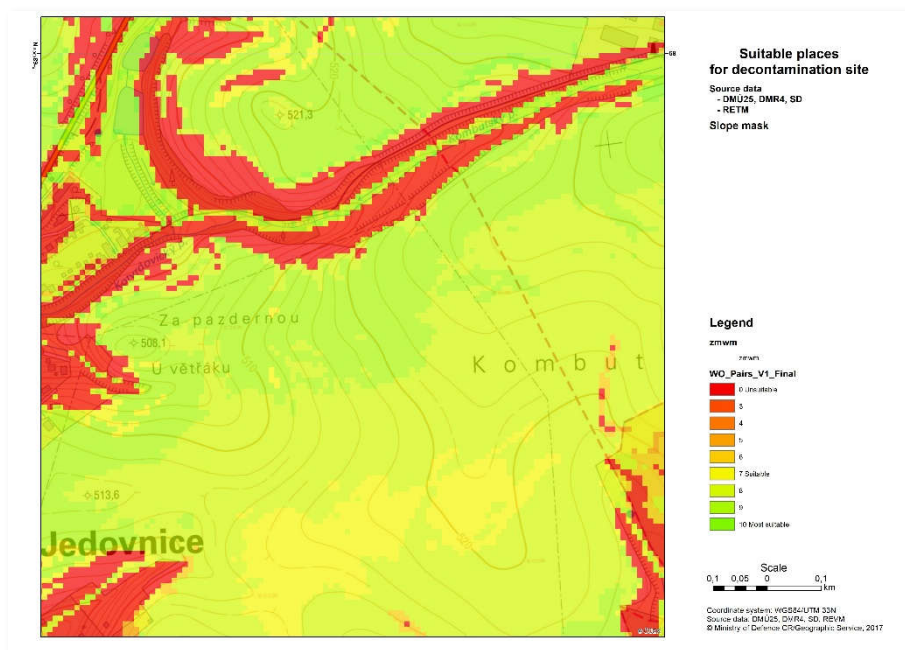 Suitable places
for decontamination site
Source data
- DMÚ25, DMR4, SD
- RETM
Slope mask
521,3
Za pazdernou
508,1
U větřáku
Kombut
513,6
Jedovnice
Legend
zmwm
zmwm
WO_Pairs_V1_Final
0 Unsuitable
3
4
5
6
7 Suitable
8
9
10 Most suitable
Scale
0,1 0,05 0 0,1
km
Coordinate system: WGS84/UTM 33N
Source data: DMÚ25, DMR4, SD, REVM
© Ministry of Defence CR/Geographic Service, 2017